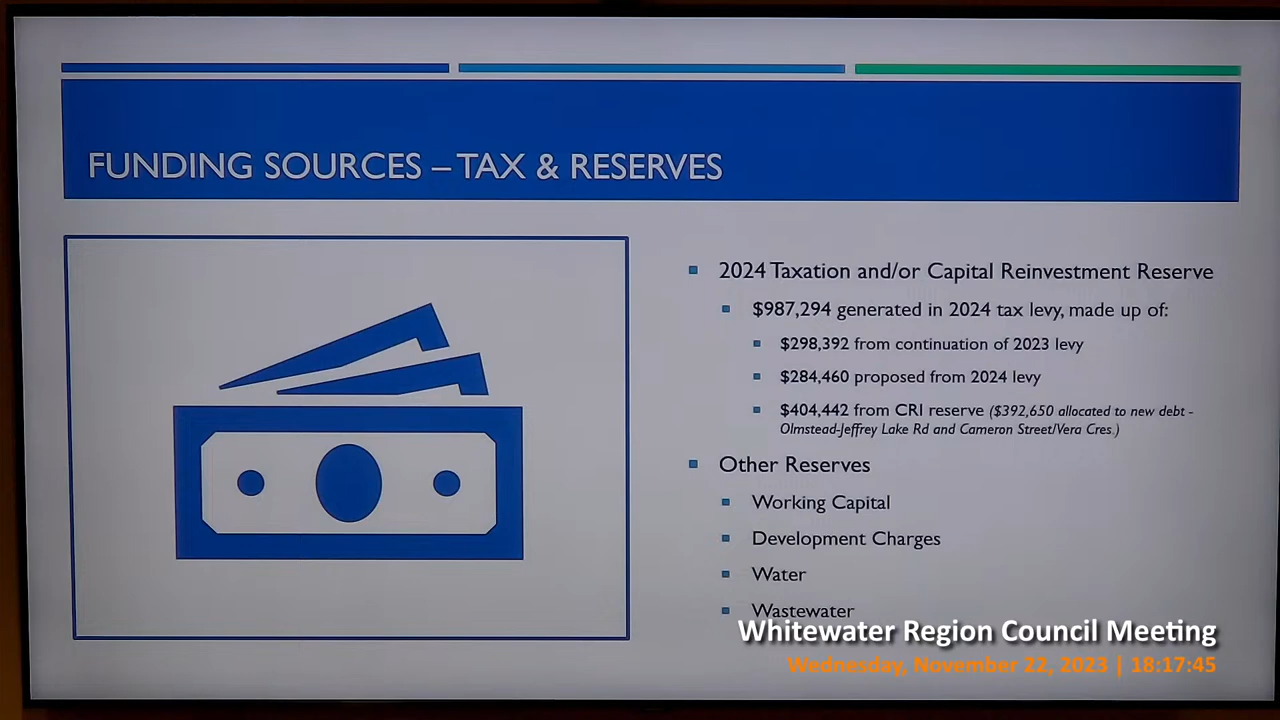 FUNDING SOURCES – TAX & RESERVES
2024 Taxation and/or Capital Reinvestment Reserve
$987,294 generated in 2024 tax levy, made up of:
$298,392 from continuation of 2023 levy
$284,460 proposed from 2024 levy
$404,442 from CRI reserve ($392,650 allocated to new debt -
Olmstead-Jeffrey Lake Rd and Cameron Street/Vera Cres.)
Other Reserves
Working Capital
Development Charges
Water
Wastewater
Whitewater Region Council Meeting
Wednesday, November 22, 2023 | 18:17:45